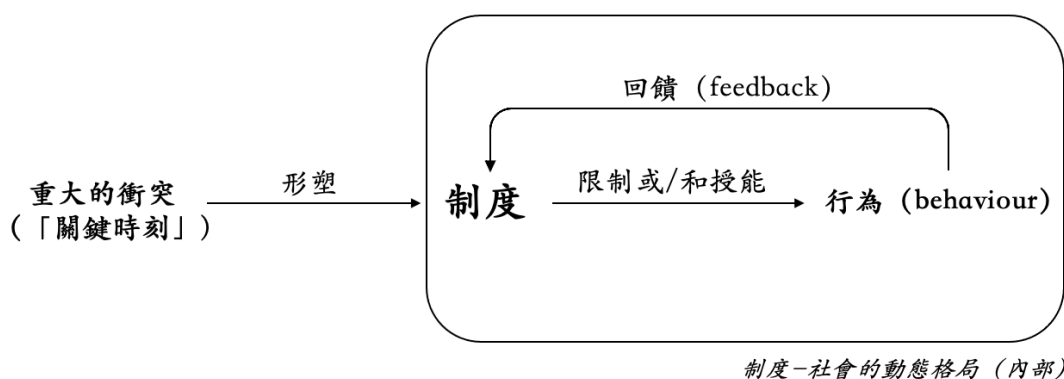 回饋 (feedback)
重大的衝突
(「關鍵時刻」)
形塑
制度
限制或/和授能
行為 (behaviour)
制度-社會的動態格局 (內部)